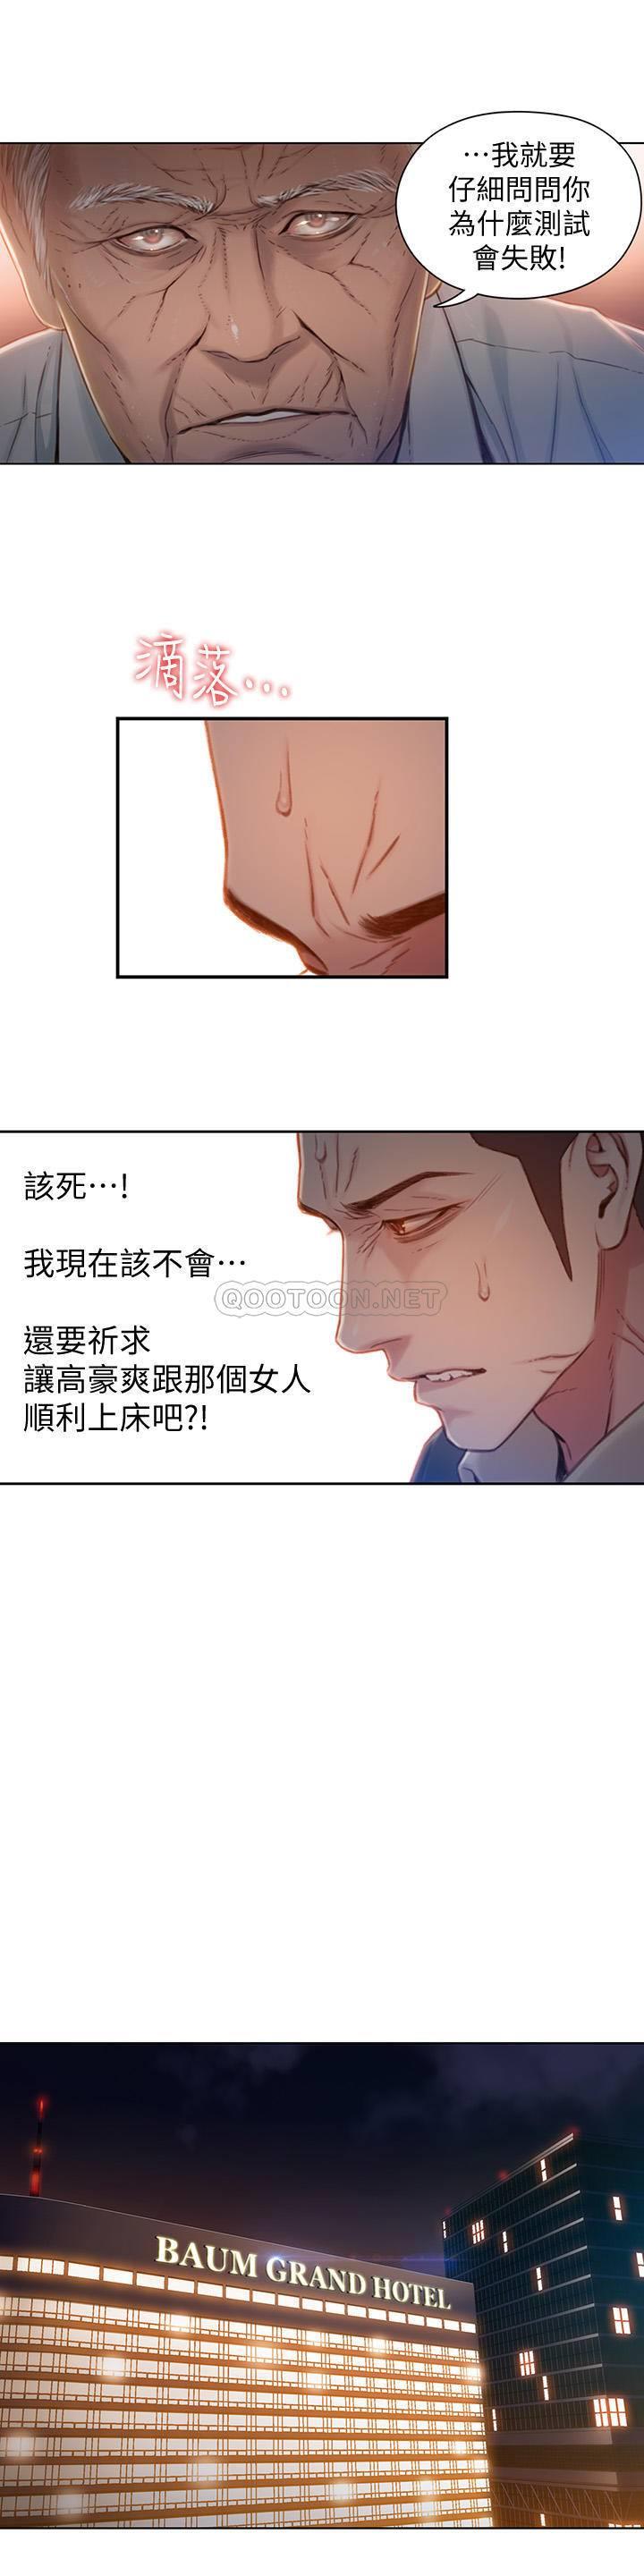 …我就要
仔細問問你
為什麼測試
會失敗!
滴落…
該死…!
我現在該不會…
QOOTOON.NET
還要祈求
讓高豪爽跟那個女人
順利上床吧?!
BAUM GRAND HOTEL